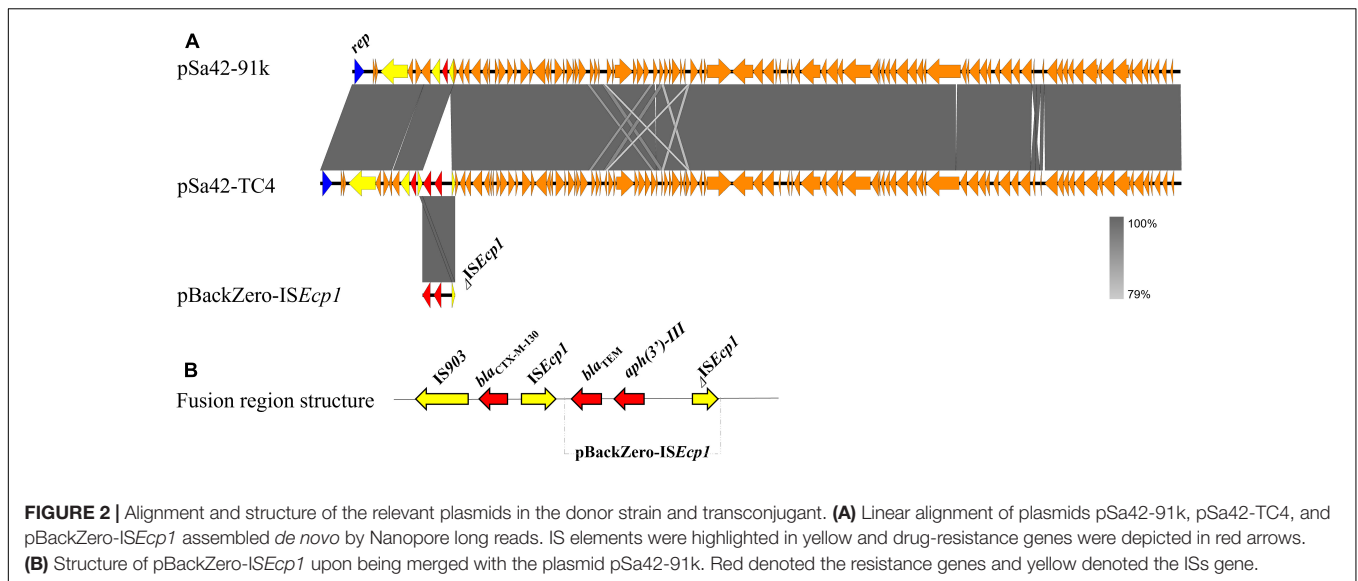 A
rep
pSa42-91k
pSa42-TC4
100%
79%
ΔISEcp1
pBackZero-ISEcp1
B
IS903
blaCTX-M-130
ISEcp1
blaTEM
aph(3')-III
ΔISEcp1
Fusion region structure
pBackZero-ISEcp1
FIGURE 2 | Alignment and structure of the relevant plasmids in the donor strain and transconjugant. (A) Linear alignment of plasmids pSa42-91k, pSa42-TC4, and
pBackZero-ISEcp1 assembled de novo by Nanopore long reads. IS elements were highlighted in yellow and drug-resistance genes were depicted in red arrows.
(B) Structure of pBackZero-ISEcp1 upon being merged with the plasmid pSa42-91k. Red denoted the resistance genes and yellow denoted the ISs gene.